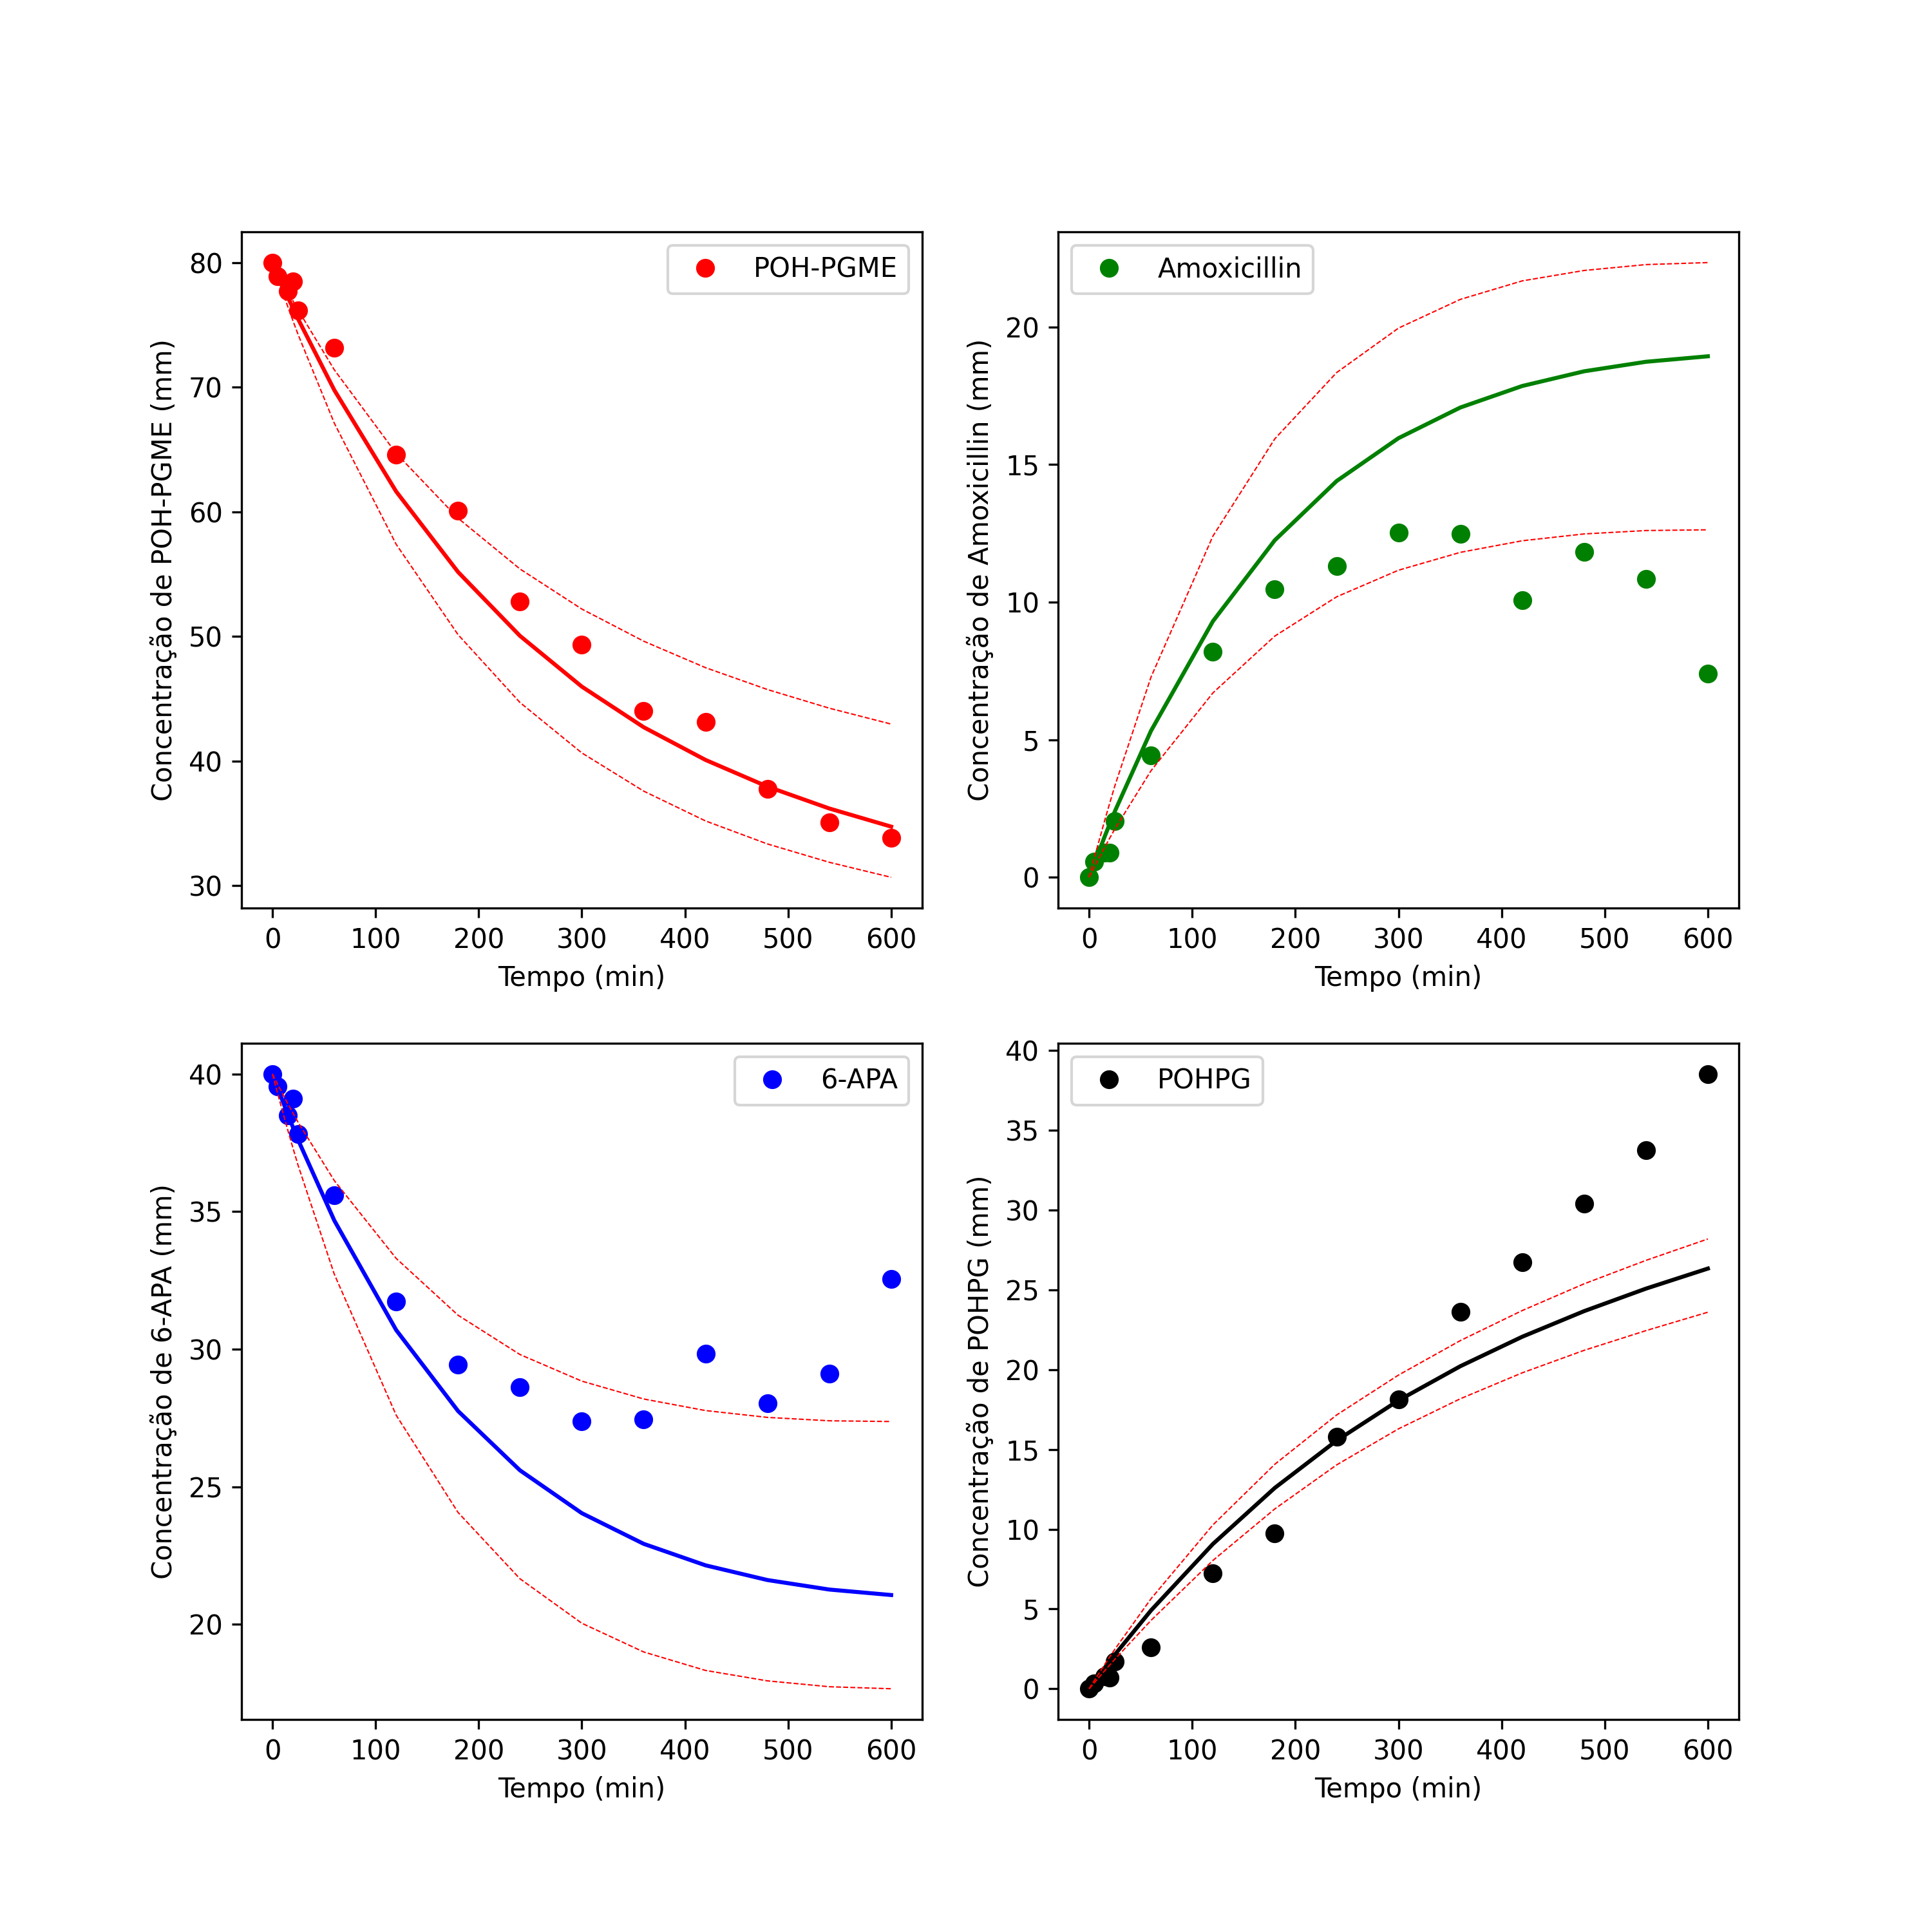 POH-PGME
Concentração de POH-PGME (mm)
80
70
60
50
40
30
0 100 200 300 400 500 600
Tempo (min)
Amoxicillin
Concentração de Amoxicillin (mm)
20
15
10
5
0
0 100 200 300 400 500 600
Tempo (min)
6-APA
Concentração de 6-APA (mm)
40
35
30
25
20
0 100 200 300 400 500 600
Tempo (min)
POHPG
Concentração de POHPG (mm)
40
35
30
25
20
15
10
5
0
0 100 200 300 400 500 600
Tempo (min)